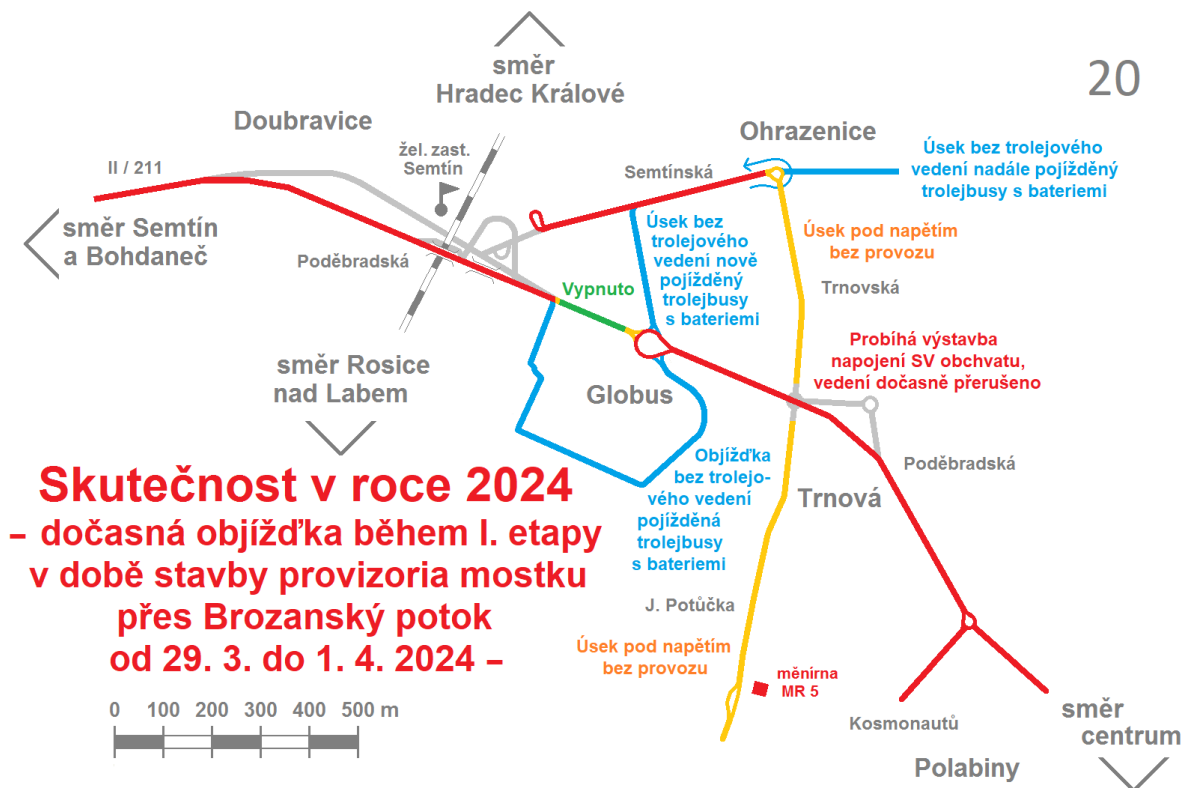 20
směr
Hradec Králové
Doubravice
Ohrazenice
žel. zast.
Semtín
II / 211
Semtínská
Úsek bez trolejového
vedení nadále pojížděný
trolejbusy s bateriemi
směr Semtín
a Bohdaneč
Poděbradská
Úsek bez
trolejového
vedení nově
pojížděný
trolejbusy
s bateriemi
Úsek pod napětím
bez provozu
Vypnuto
Trnovská
směr Rosice
nad Labem
Globus
Probíhá výstavba
napojení SV obchvatu,
vedení dočasně přerušeno
Poděbradská
Objížďka
bez trolejo-
vého vedení
pojížděná
trolejbusy
s bateriemi
Trnová
Skutečnost v roce 2024
– dočasná objížďka během I. etapy
v době stavby provizoria mostku
přes Brozanský potok
od 29. 3. do 1. 4. 2024 –
J. Potůčka
Úsek pod napětím
bez provozu
měnírna
MR 5
0 100 200 300 400 500 m
Kosmonautů
směr
centrum
Polabiny